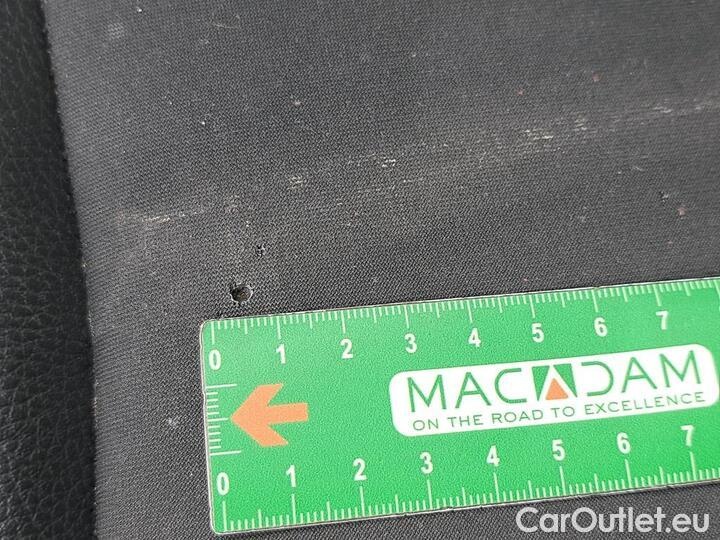 0 1 2 3 4 5 6 7
MACADAM
ON THE ROAD TO EXCELLENCE
0 1 2 3 4 5 6 7
CarOutlet.eu